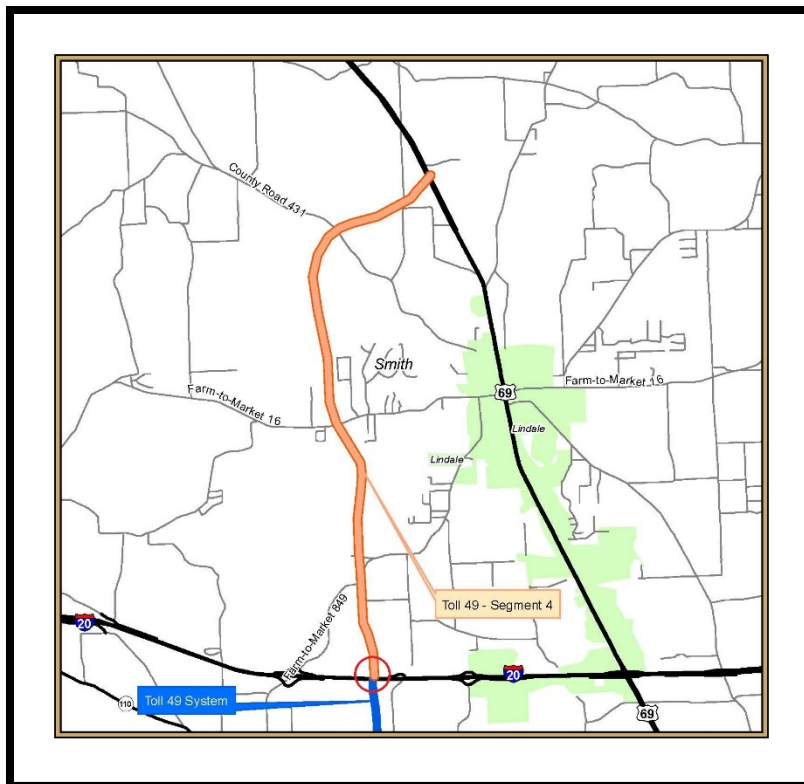 County Road 431
Smith
Farm-to-Market 16
69
Farm-to-Market 16
Lindale
Lindale
Toll 49 - Segment 4
Farm-to-Market 849
20
20
110
Toll 49 System
69